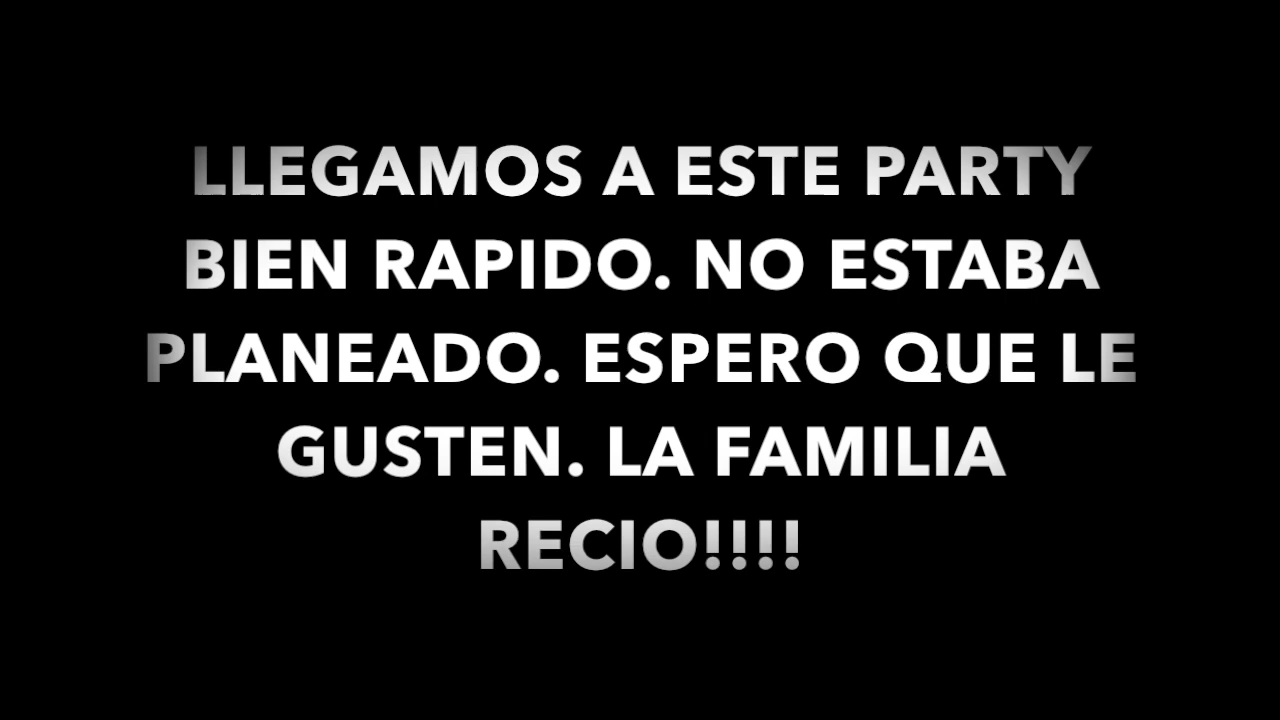 LLEGAMOS A ESTE PARTY
BIEN RAPIDO. NO ESTABA
PLANEADO. ESPERO QUE LE
GUSTEN. LA FAMILIA
RECIO!!!!